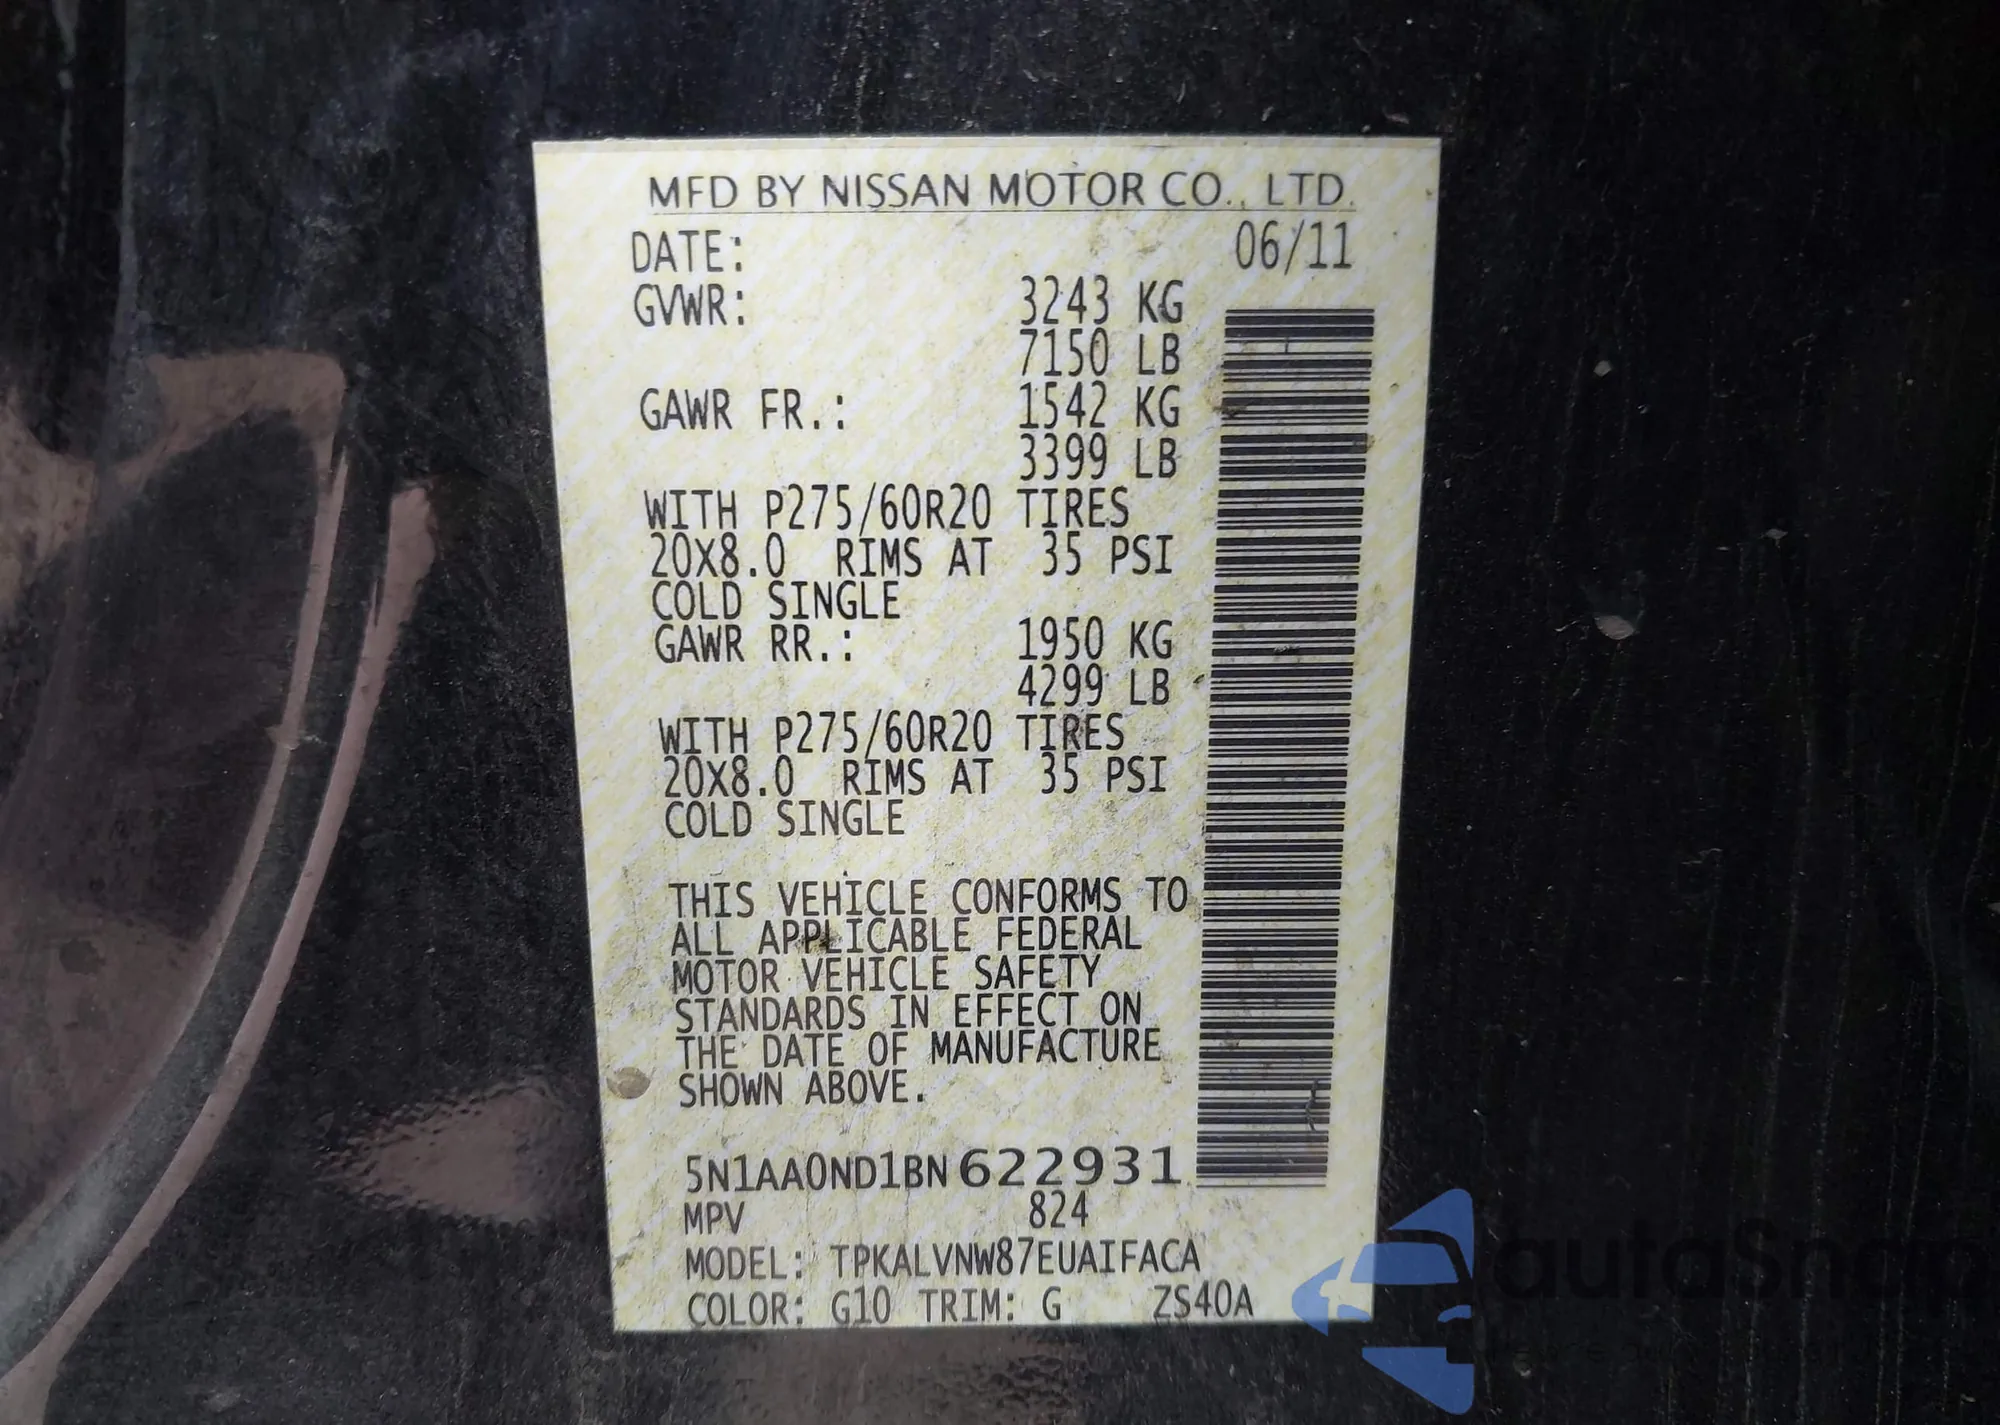 MFD BY NISSAN MOTOR CO., LTD.
DATE: 06/11
GVWR: 3243 KG
7150 LB
GAWR FR.: 1542 KG
3399 LB
WITH P275/60R20 TIRES
20X8.0 RIMS AT 35 PSI
COLD SINGLE
GAWR RR.: 1950 KG
4299 LB
WITH P275/60R20 TIRES
20X8.0 RIMS AT 35 PSI
COLD SINGLE
THIS VEHICLE CONFORMS TO
ALL APPLICABLE FEDERAL
MOTOR VEHICLE SAFETY
STANDARDS IN EFFECT ON
THE DATE OF MANUFACTURE
SHOWN ABOVE.
5N1AA0ND1BN622931
MPV 824
MODEL: TPKALVNW87EUAIFACA
COLOR: G10 TRIM: G ZS40A